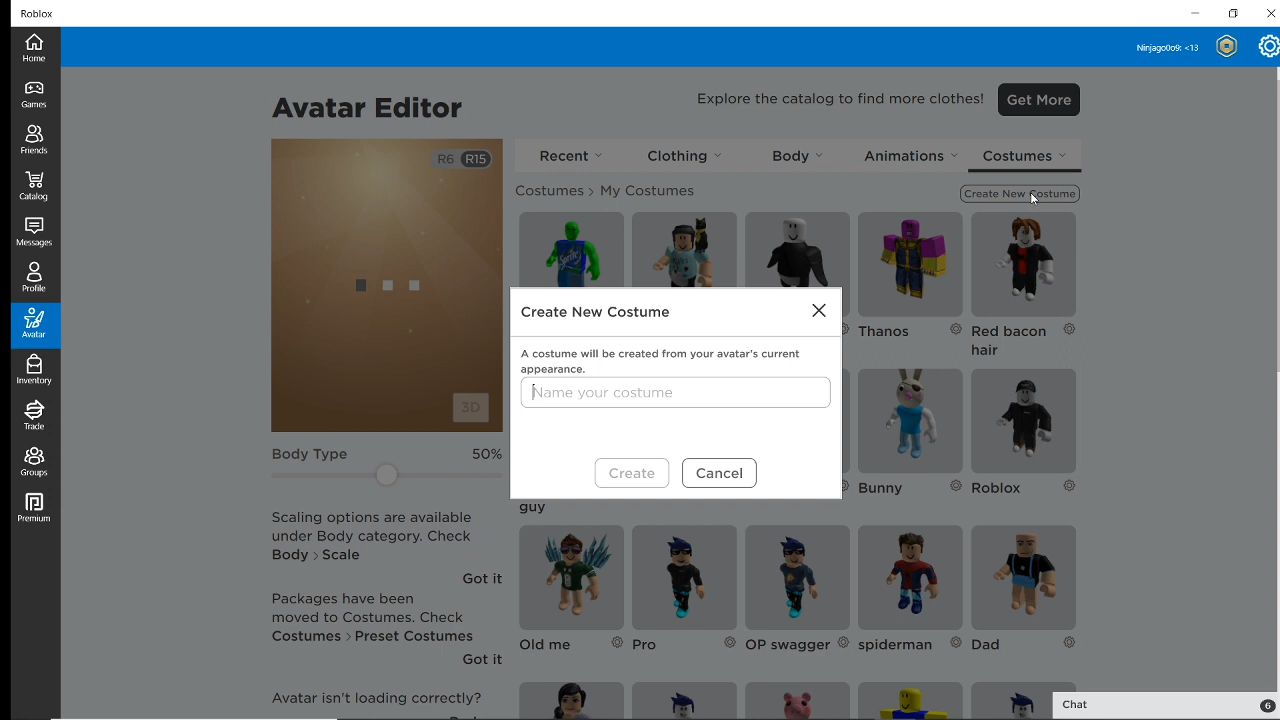 Roblox
Home
Games
Friends
Catalog
Messages
Profile
Avatar
Inventory
Trade
Groups
Premium
Ninjago0o9: <13
Avatar Editor
Explore the catalog to find more clothes!
Get More
R6 R15
3D
Recent
Clothing
Body
Animations
Costumes
Costumes > My Costumes
Create New Costume
Thanos
Red bacon
hair
Create New Costume
A costume will be created from your avatar's current
appearance.
Name your costume
Create
Cancel
guy
Bunny
Roblox
Body Type 50%
Scaling options are available
under Body category. Check
Body > Scale
Got it
Packages have been
moved to Costumes. Check
Costumes > Preset Costumes
Got it
Avatar isn't loading correctly?
Old me
Pro
OP swagger
spiderman
Dad
Chat
6